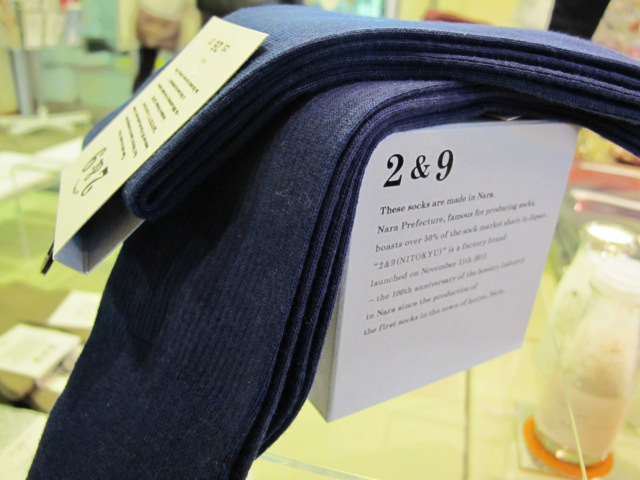 2&9
These socks are made in Nara.
Nara Prefecture, famous for producing socks,
boasts over 50% of the sock market share in Japan.
"2&9(NITOKYU)" is a factory brand
launched on November 11th 2011
– the 100th anniversary of the hosiery industry
in Nara since the production of
the first socks in the town of Koryo, Nara.
2&9